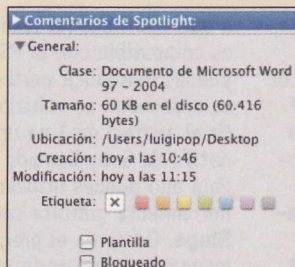 Comentarios de Spotlight:
General:
Clase: Documento de Microsoft Word
97 – 2004
Tamaño: 60 KB en el disco (60.416
bytes)
Ubicación: /Users/luigipop/Desktop
Creación: hoy a las 10:46
Modificación: hoy a las 11:15
Etiqueta:
Plantilla
Bloqueado